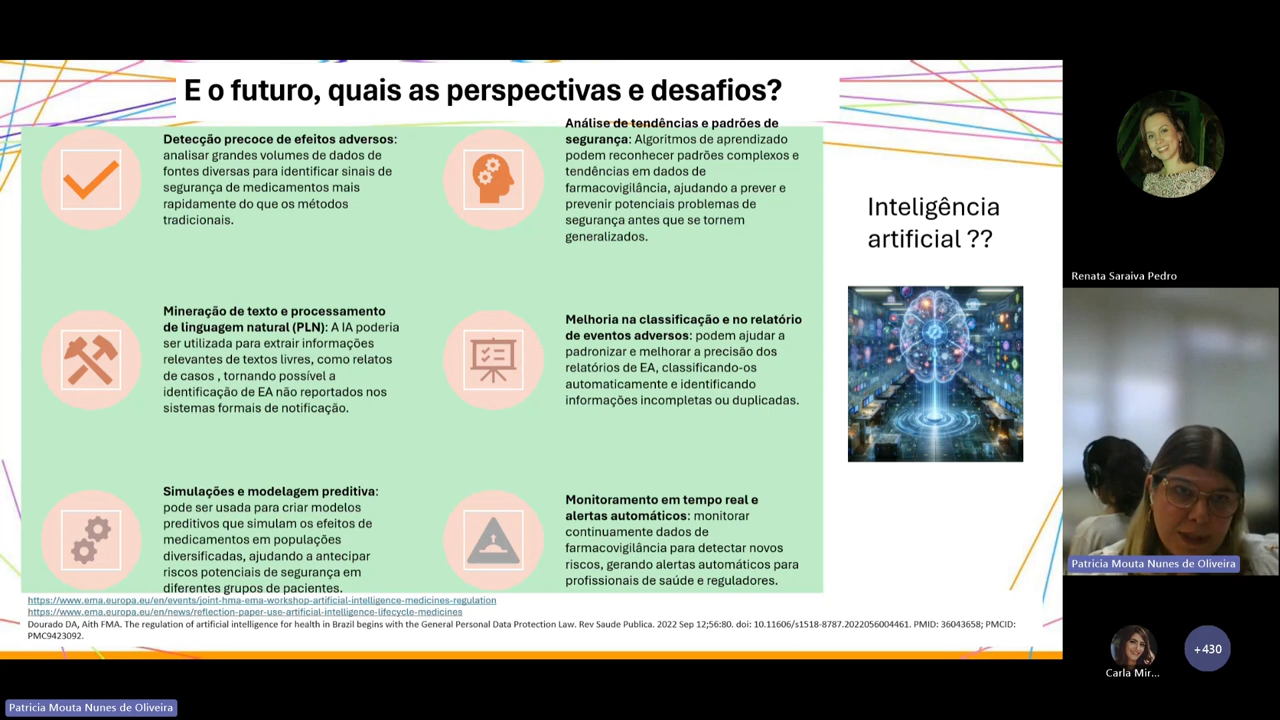 E o futuro, quais as perspectivas e desafios?
Detecção precoce de efeitos adversos:
analisar grandes volumes de dados de
fontes diversas para identificar sinais de
segurança de medicamentos mais
rapidamente do que os métodos
tradicionais.
Análise de tendências e padrões de
segurança: Algoritmos de aprendizado
podem reconhecer padrões complexos e
tendências em dados de
farmacovigilância, ajudando a prever e
prevenir potenciais problemas de
segurança antes que se tornem
generalizados.
Mineração de texto e processamento
de linguagem natural (PLN): A IA poderia
ser utilizada para extrair informações
relevantes de textos livres, como relatos
de casos , tornando possível a
identificação de EA não reportados nos
sistemas formais de notificação.
Melhoria na classificação e no relatório
de eventos adversos: podem ajudar a
padronizar e melhorar a precisão dos
relatórios de EA, classificando-os
automaticamente e identificando
informações incompletas ou duplicadas.
Simulações e modelagem preditiva:
pode ser usada para criar modelos
preditivos que simulam os efeitos de
medicamentos em populações
diversificadas, ajudando a antecipar
riscos potenciais de segurança em
diferentes grupos de pacientes.
Monitoramento em tempo real e
alertas automáticos: monitorar
continuamente dados de
farmacovigilância para detectar novos
riscos, gerando alertas automáticos para
profissionais de saúde e reguladores.
Inteligência
artificial ??
https://www.ema.europa.eu/en/events/joint-hma-ema-workshop-artificial-intelligence-medicines-regulation
https://www.ema.europa.eu/en/news/reflection-paper-use-artificial-intelligence-lifecycle-medicines
Dourado DA, Aith FMA. The regulation of artificial intelligence for health in Brazil begins with the General Personal Data Protection Law. Rev Saude Publica. 2022 Sep 12;56:80. doi: 10.11606/s1518-8787.2022056004461. PMID: 36043658; PMCID:
PMC9423092.
Renata Saraiva Pedro
Patricia Mouta Nunes de Oliveira
Carla Mir...
+430
Patricia Mouta Nunes de Oliveira